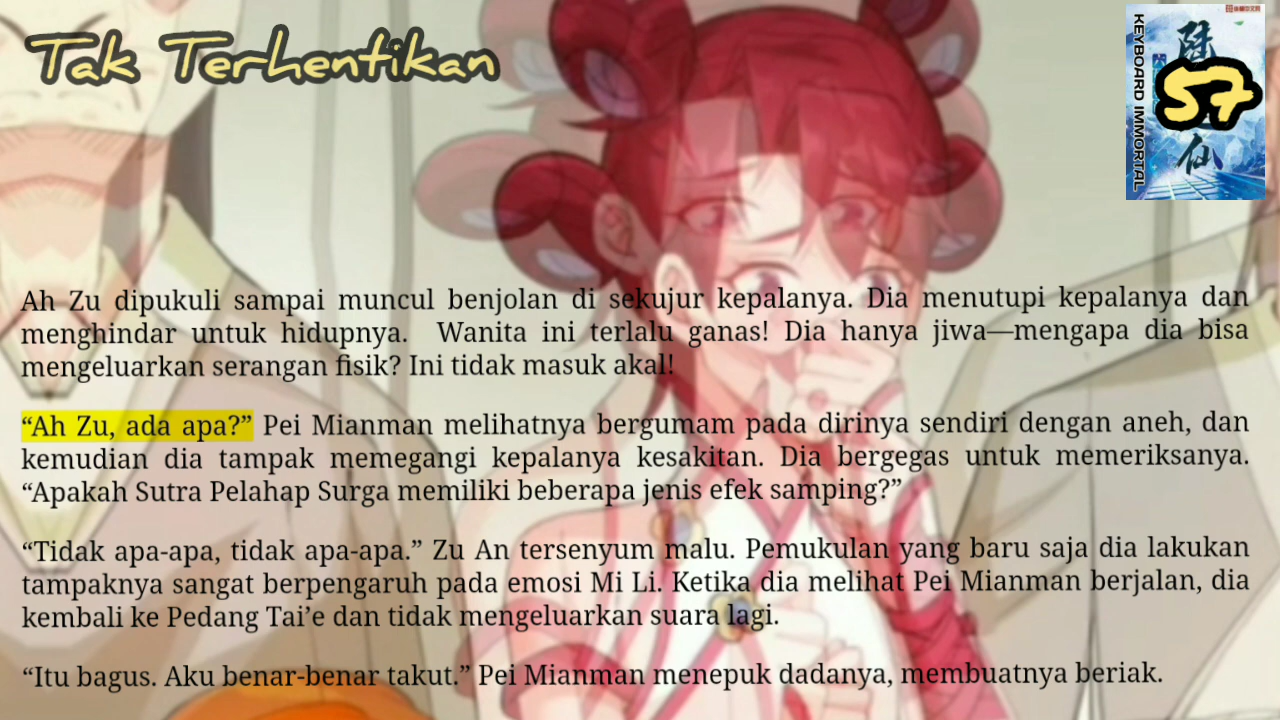 Tak Terhentikan
KEYBOARD IMMORTAL
57
仙
Ah Zu dipukuli sampai muncul benjolan di sekujur kepalanya. Dia menutupi kepalanya dan
menghindar untuk hidupnya.  Wanita ini terlalu ganas! Dia hanya jiwa—mengapa dia bisa
mengeluarkan serangan fisik? Ini tidak masuk akal!
“Ah Zu, ada apa?” Pei Mianman melihatnya bergumam pada dirinya sendiri dengan aneh, dan
kemudian dia tampak memegangi kepalanya kesakitan. Dia bergegas untuk memeriksanya.
“Apakah Sutra Pelahap Surga memiliki beberapa jenis efek samping?”
“Tidak apa-apa, tidak apa-apa.” Zu An tersenyum malu. Pemukulan yang baru saja dia lakukan
tampaknya sangat berpengaruh pada emosi Mi Li. Ketika dia melihat Pei Mianman berjalan, dia
kembali ke Pedang Tai’e dan tidak mengeluarkan suara lagi.
“Itu bagus. Aku benar-benar takut.” Pei Mianman menepuk dadanya, membuatnya beriak.